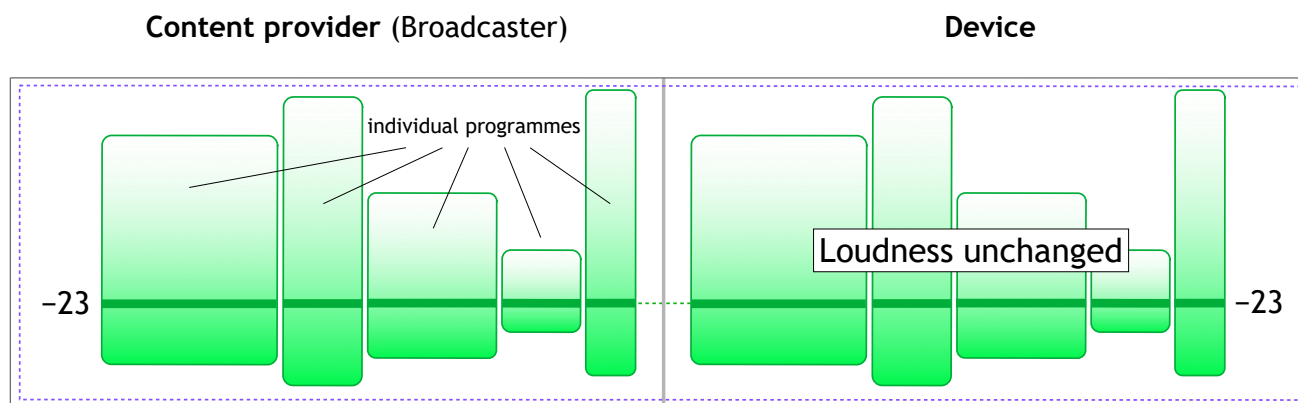 Content provider (Broadcaster)
Device
individual programmes
Loudness unchanged
–23
–23